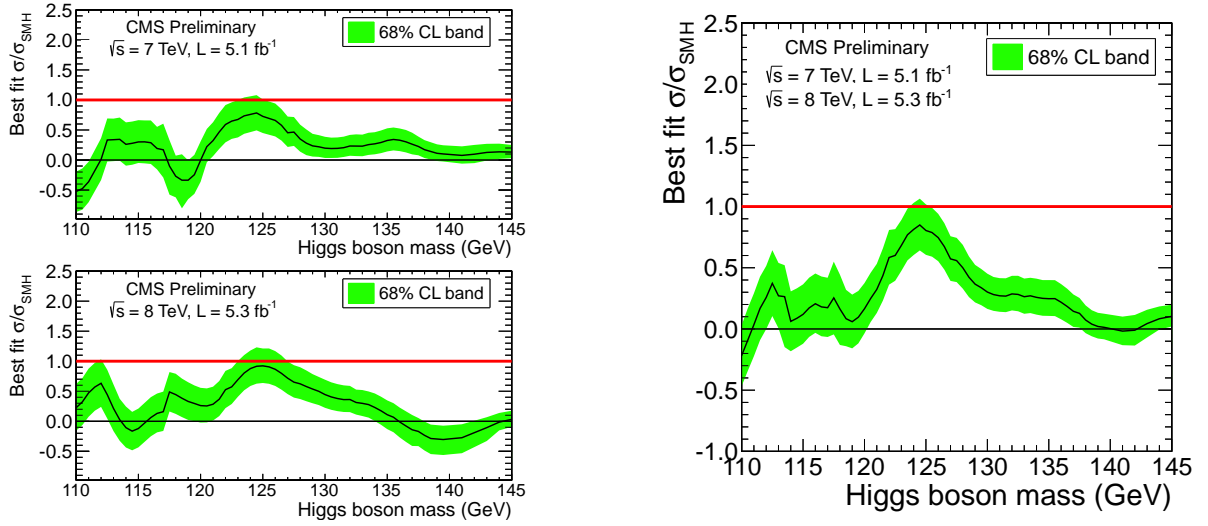 2.5
2.0
1.5
1.0
0.5
0.0
-0.5
Best fit σ/σSMH
CMS Preliminary
√s = 7 TeV, L = 5.1 fb-1
68% CL band
110 115 120 125 130 135 140 145
Higgs boson mass (GeV)
2.5
2.0
1.5
1.0
0.5
0.0
-0.5
Best fit σ/σSMH
CMS Preliminary
√s = 8 TeV, L = 5.3 fb-1
68% CL band
110 115 120 125 130 135 140 145
Higgs boson mass (GeV)
2.5
2.0
1.5
1.0
0.5
0.0
-0.5
-1.0
Best fit σ/σSMH
CMS Preliminary
√s = 7 TeV, L = 5.1 fb-1
√s = 8 TeV, L = 5.3 fb-1
68% CL band
110 115 120 125 130 135 140 145
Higgs boson mass (GeV)